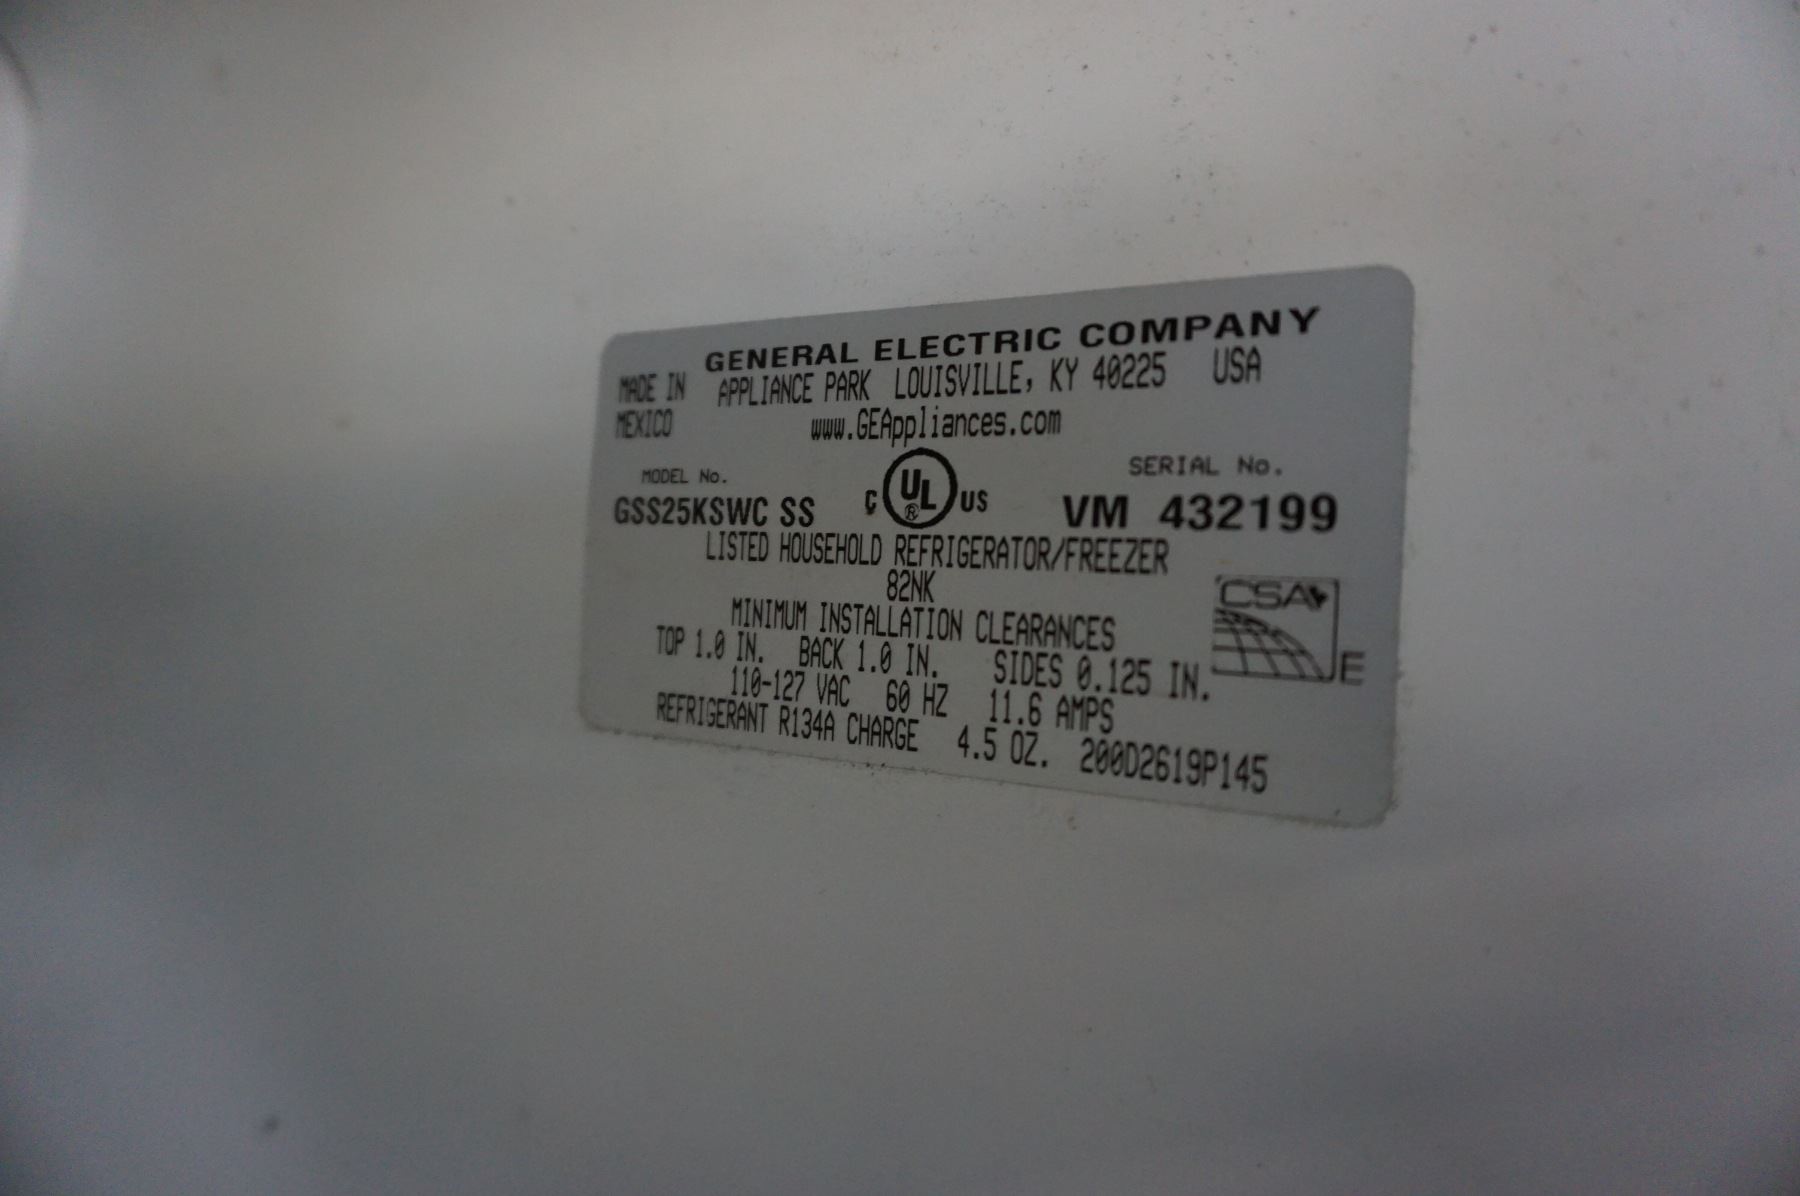 GENERAL ELECTRIC COMPANY
MADE IN APPLIANCE PARK LOUISVILLE, KY 40225 USA
MEXICO www.GEAppliances.com
MODEL No. SERIAL No.
GSS25KSWC SS C UL ® US VM 432199
LISTED HOUSEHOLD REFRIGERATOR/FREEZER
82NK
MINIMUM INSTALLATION CLEARANCES
TOP 1.0 IN. BACK 1.0 IN. SIDES 0.125 IN.
CSA E
110-127 VAC 60 HZ 11.6 AMPS
REFRIGERANT R134A CHARGE 4.5 OZ. 200D2619P145